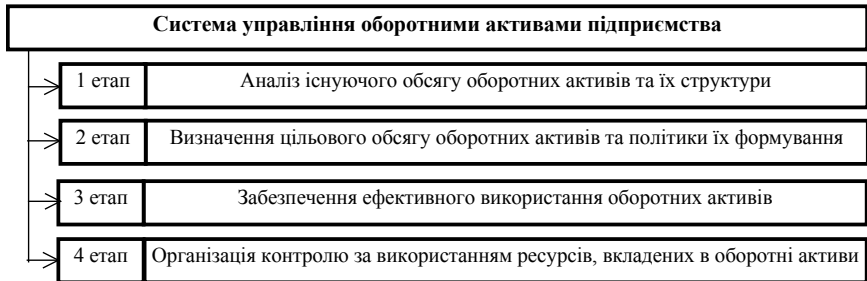 Система управління оборотними активами підприємства
1 етап Аналіз існуючого обсягу оборотних активів та їх структури
2 етап Визначення цільового обсягу оборотних активів та політики їх формування
3 етап Забезпечення ефективного використання оборотних активів
4 етап Організація контролю за використанням ресурсів, вкладених в оборотні активи